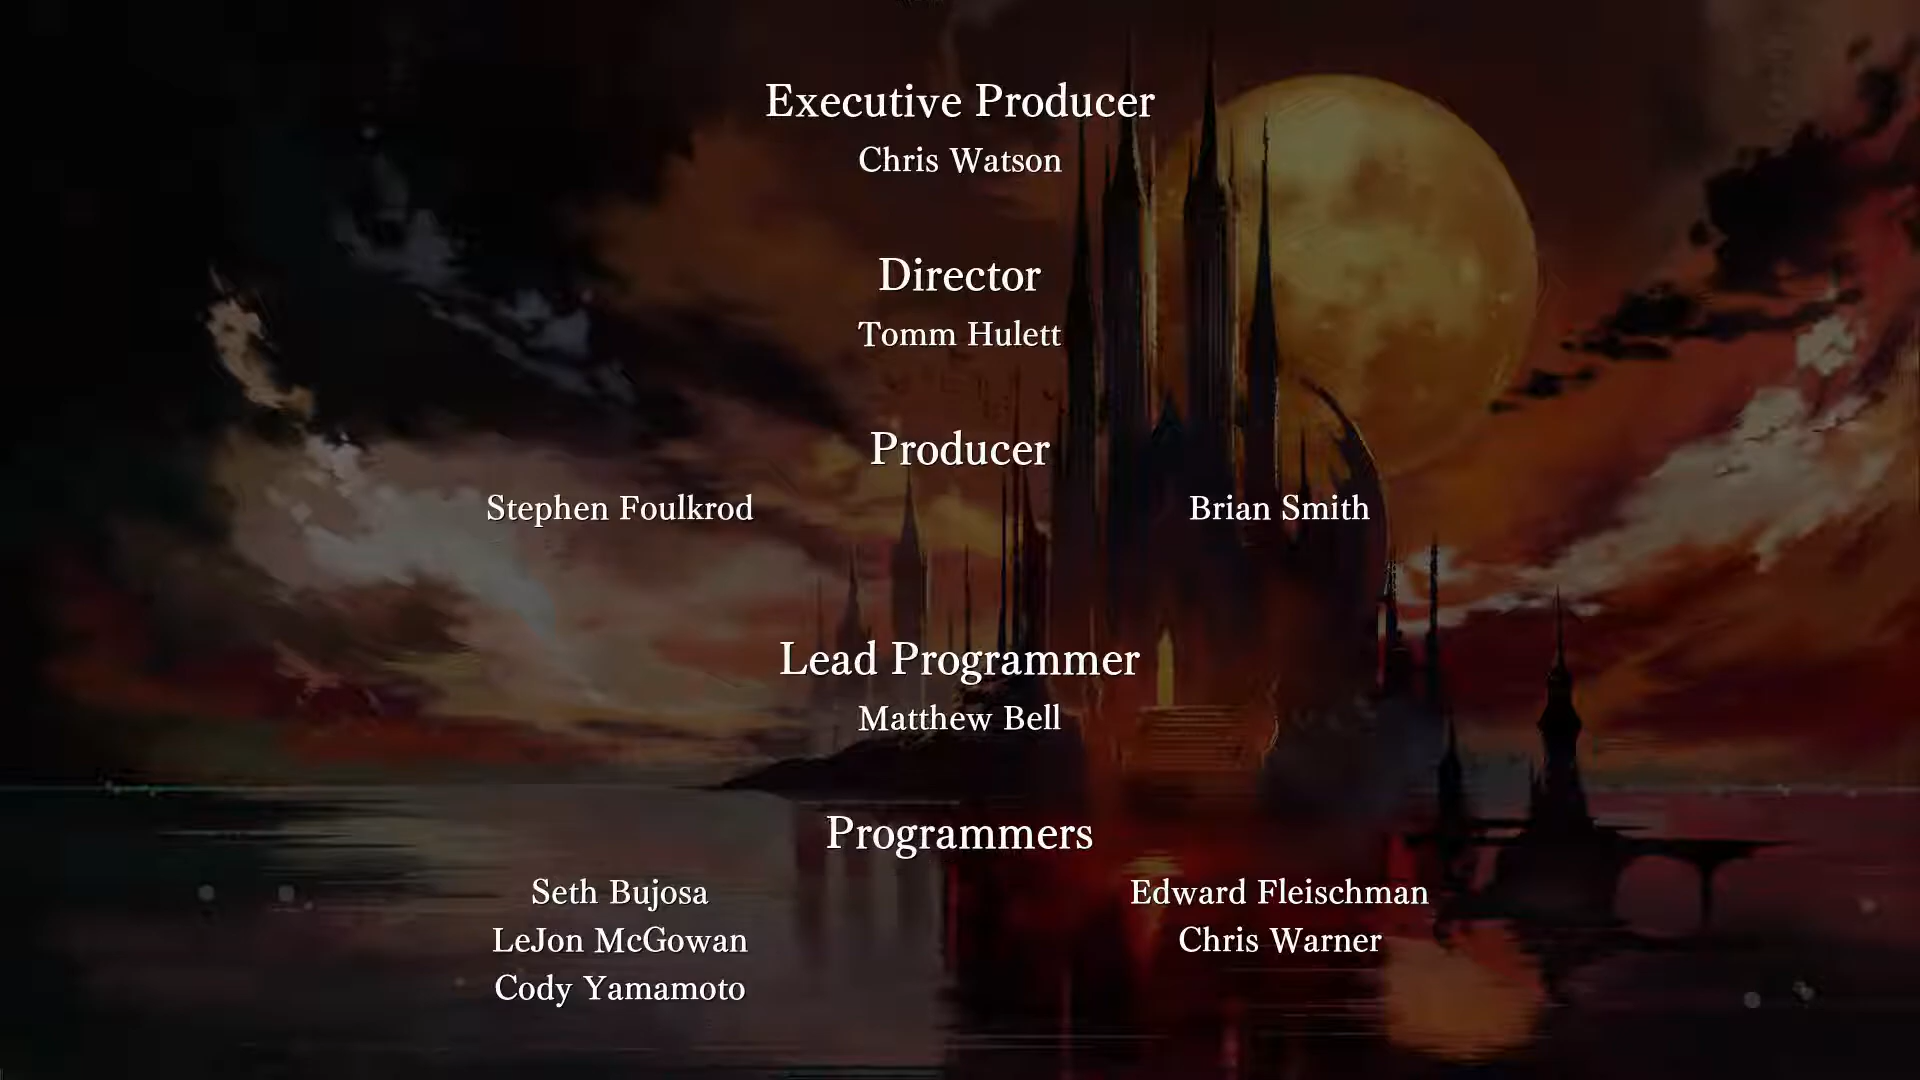 Executive Producer
Chris Watson
Director
Tomm Hulett
Producer
Stephen Foulkrod
Brian Smith
Lead Programmer
Matthew Bell
Programmers
Seth Bujosa
Edward Fleischman
LeJon McGowan
Chris Warner
Cody Yamamoto